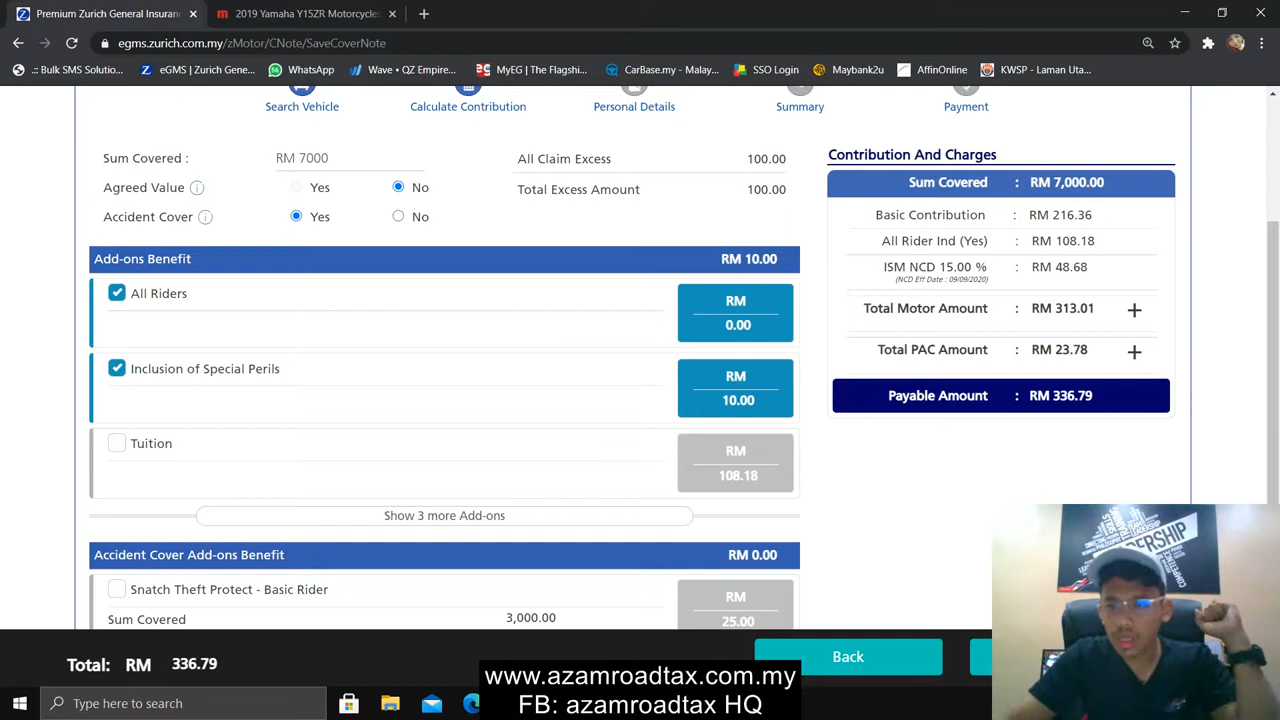 Premium Zurich General Insuranc
2019 Yamaha Y15ZR Motorcycles
egms.zurich.com.my/zMotor/CNote/SaveCoverNote
.:: Bulk SMS Solutio...
eGMS | Zurich Gene...
WhatsApp
Wave • QZ Empire...
MyEG | The Flagshi...
CarBase.my - Malay...
SSO Login
Maybank2u
AffinOnline
KWSP - Laman Uta...
Search Vehicle
Calculate Contribution
Personal Details
Summary
Payment
Sum Covered :
RM 7000
All Claim Excess
100.00
Agreed Value
Yes
No
Total Excess Amount
100.00
Accident Cover
Yes
No
Contribution And Charges
Sum Covered : RM 7,000.00
Basic Contribution : RM 216.36
All Rider Ind (Yes) : RM 108.18
ISM NCD 15.00 % : RM 48.68
(NCD Eff Date : 09/09/2020)
Total Motor Amount : RM 313.01
Total PAC Amount : RM 23.78
Payable Amount : RM 336.79
Add-ons Benefit
RM 10.00
All Riders
RM
0.00
Inclusion of Special Perils
RM
10.00
Tuition
RM
108.18
Show 3 more Add-ons
Accident Cover Add-ons Benefit
RM 0.00
Snatch Theft Protect - Basic Rider
RM
25.00
Sum Covered
3,000.00
Total: RM 336.79
Back
www.azamroadtax.com.my
FB: azamroadtax HQ
Type here to search
LEADERSHIP
COMPETENCE